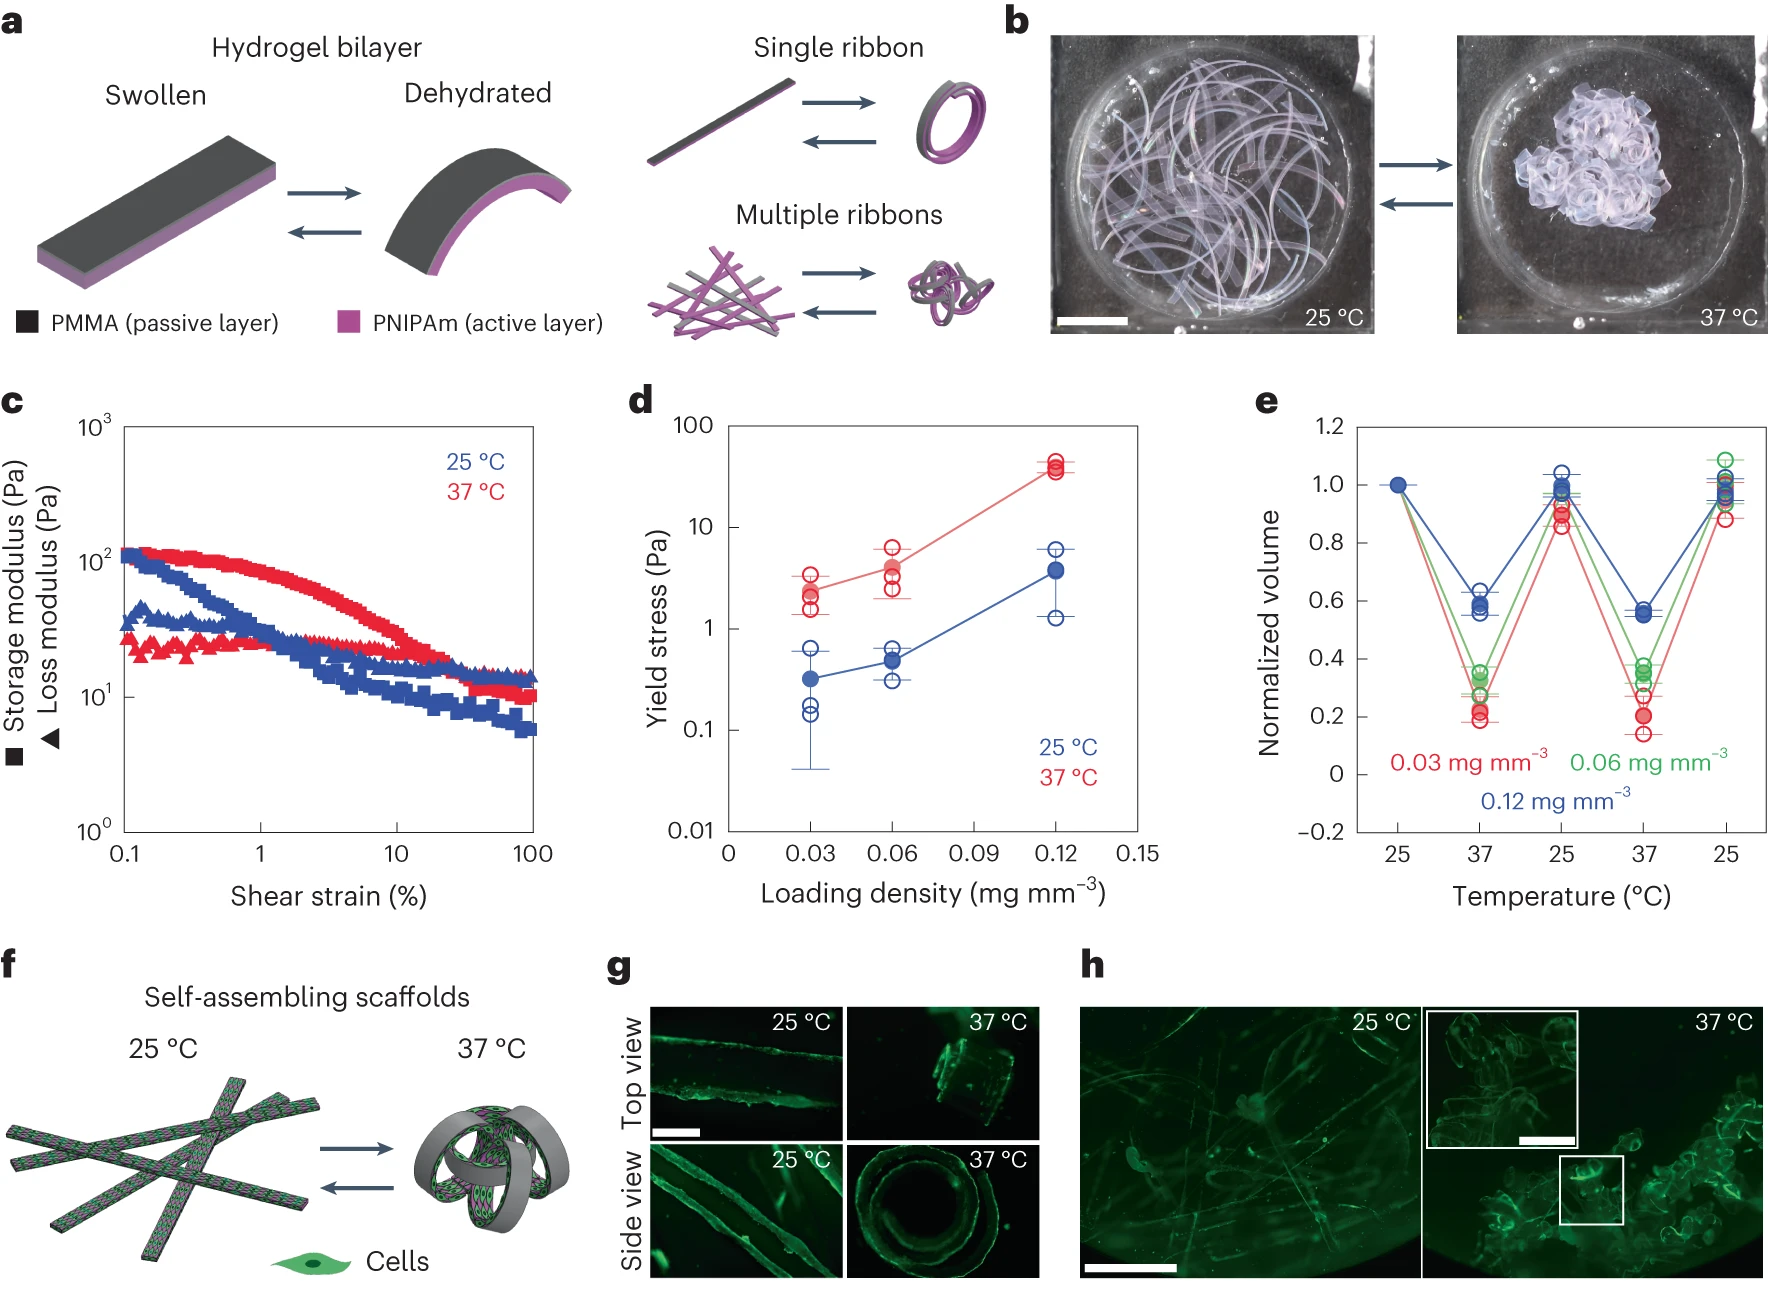 a
Hydrogel bilayer
Swollen
Dehydrated
PMMA (passive layer)
PNIPAm (active layer)
Single ribbon
Multiple ribbons
b
25 °C
37 °C
c
10³
10²
10¹
10⁰
0.1
1
10
100
■ Storage modulus (Pa)
▲ Loss modulus (Pa)
25 °C
37 °C
Shear strain (%)
d
100
10
1
0.1
0.01
0
0.03
0.06
0.09
0.12
0.15
Yield stress (Pa)
25 °C
37 °C
Loading density (mg mm⁻³)
e
1.2
1.0
0.8
0.6
0.4
0.2
0
−0.2
Normalized volume
0.03 mg mm⁻³
0.06 mg mm⁻³
0.12 mg mm⁻³
25
37
25
37
25
Temperature (°C)
f
Self-assembling scaffolds
25 °C
37 °C
Cells
g
Top view
25 °C
37 °C
Side view
25 °C
37 °C
h
25 °C
37 °C